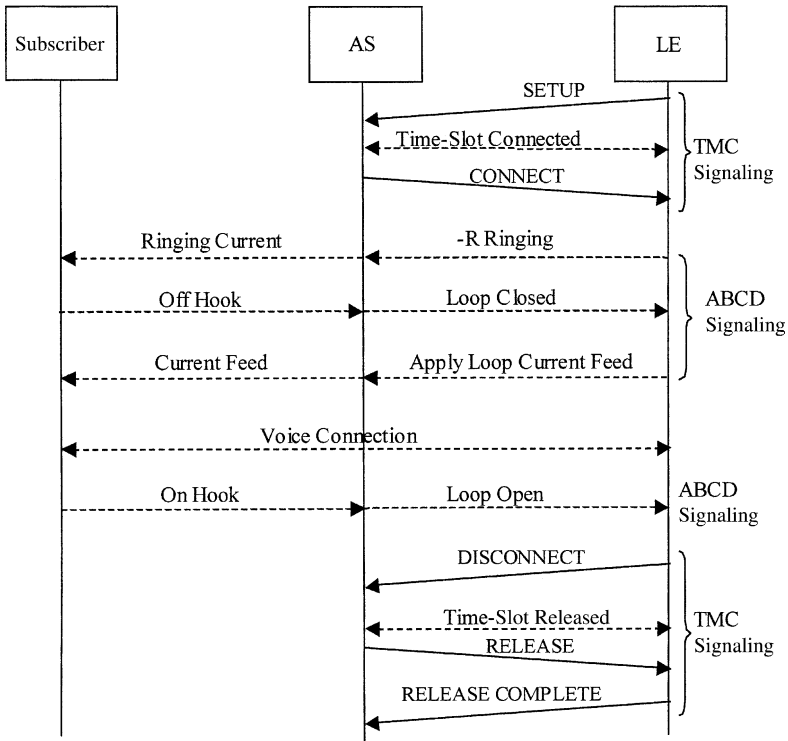 Subscriber
AS
LE
SETUP
Time-Slot Connected
TMC
Signaling
CONNECT
Ringing Current
-R Ringing
Off Hook
Loop Closed
ABCD
Signaling
Current Feed
Apply Loop Current Feed
Voice Connection
On Hook
Loop Open
ABCD
Signaling
DISCONNECT
Time-Slot Released
TMC
Signaling
RELEASE
RELEASE COMPLETE